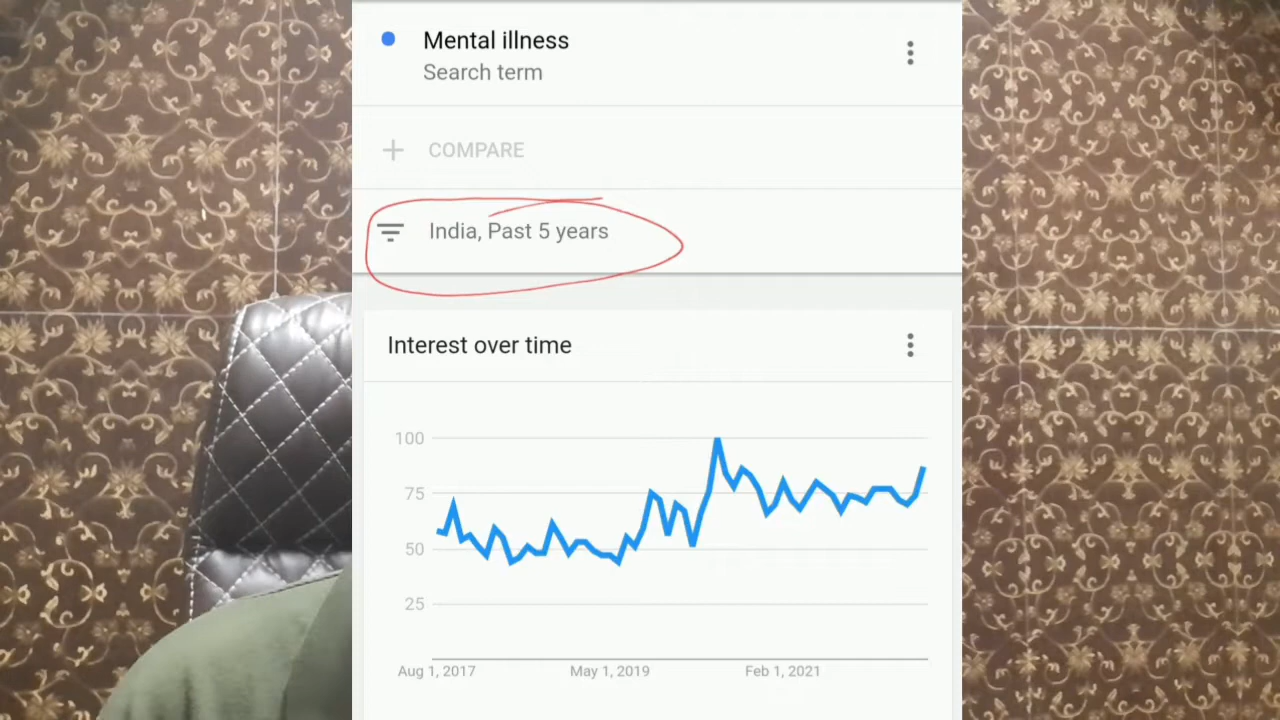 Mental illness
Search term
COMPARE
India, Past 5 years
Interest over time
100
75
50
25
Aug 1, 2017
May 1, 2019
Feb 1, 2021